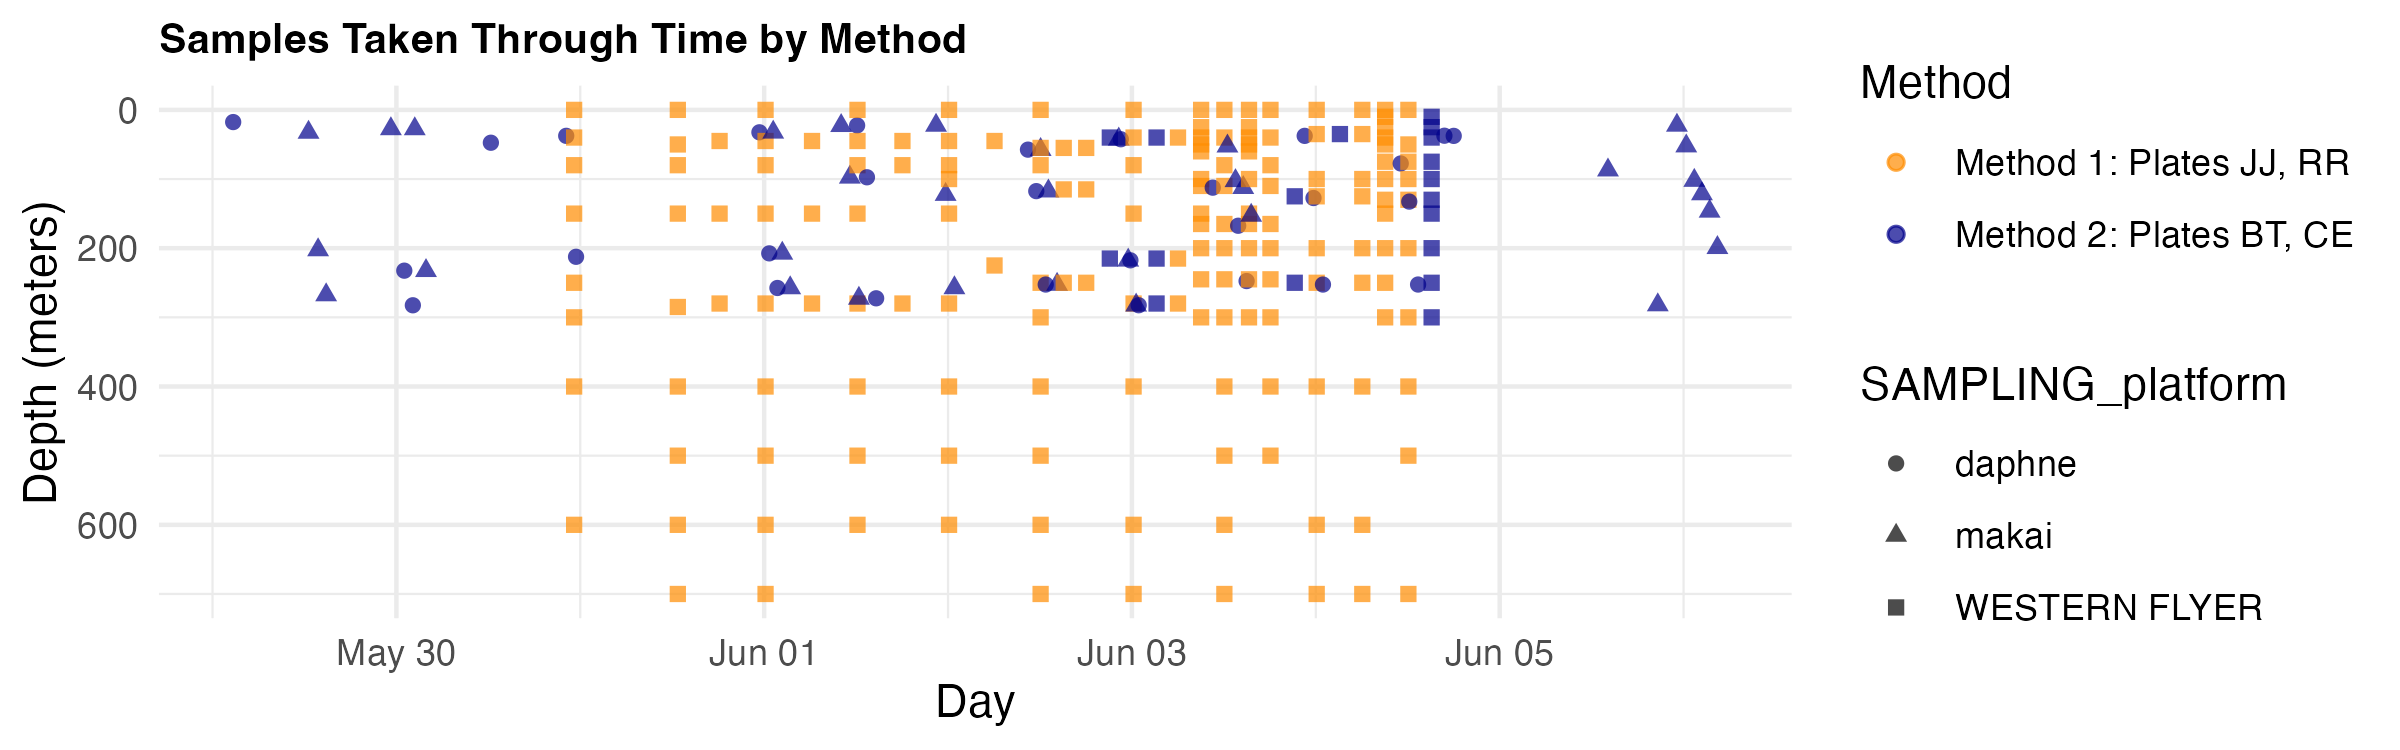 Samples Taken Through Time by Method
0
200
400
600
Depth (meters)
May 30
Jun 01
Jun 03
Jun 05
Day
Method
Method 1: Plates JJ, RR
Method 2: Plates BT, CE
SAMPLING_platform
daphne
makai
WESTERN FLYER